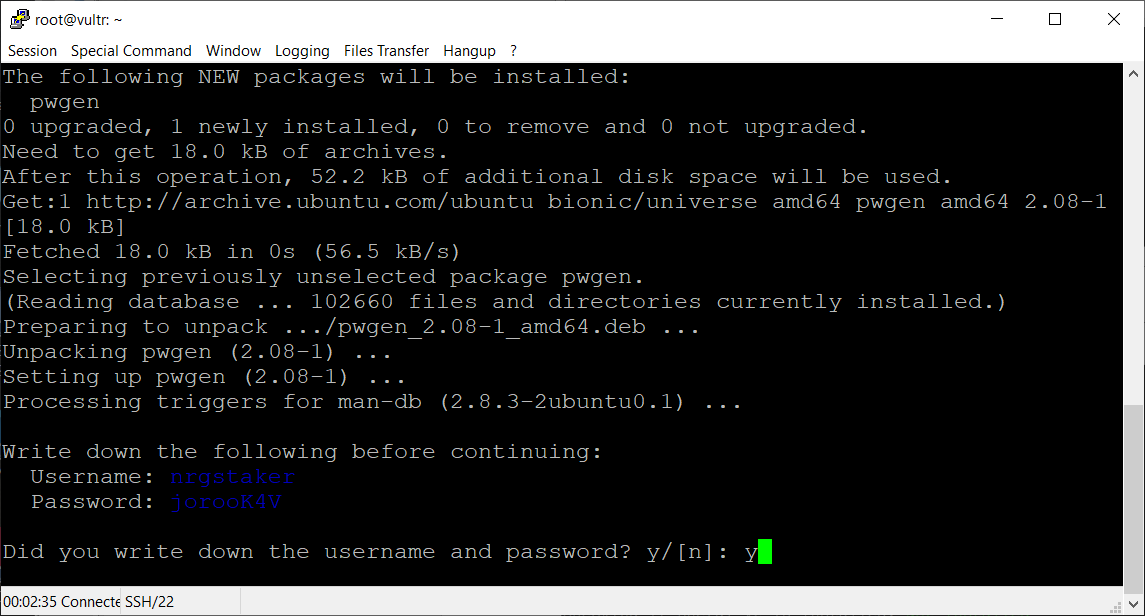 root@vultr: ~
Session Special Command Window Logging Files Transfer Hangup ?
The following NEW packages will be installed:
  pwgen
0 upgraded, 1 newly installed, 0 to remove and 0 not upgraded.
Need to get 18.0 kB of archives.
After this operation, 52.2 kB of additional disk space will be used.
Get:1 http://archive.ubuntu.com/ubuntu bionic/universe amd64 pwgen amd64 2.08-1
[18.0 kB]
Fetched 18.0 kB in 0s (56.5 kB/s)
Selecting previously unselected package pwgen.
(Reading database ... 102660 files and directories currently installed.)
Preparing to unpack .../pwgen_2.08-1_amd64.deb ...
Unpacking pwgen (2.08-1) ...
Setting up pwgen (2.08-1) ...
Processing triggers for man-db (2.8.3-2ubuntu0.1) ...
Write down the following before continuing:
  Username: nrgstaker
  Password: jorooK4V
Did you write down the username and password? y/[n]: y
00:02:35 Connecte SSH/22